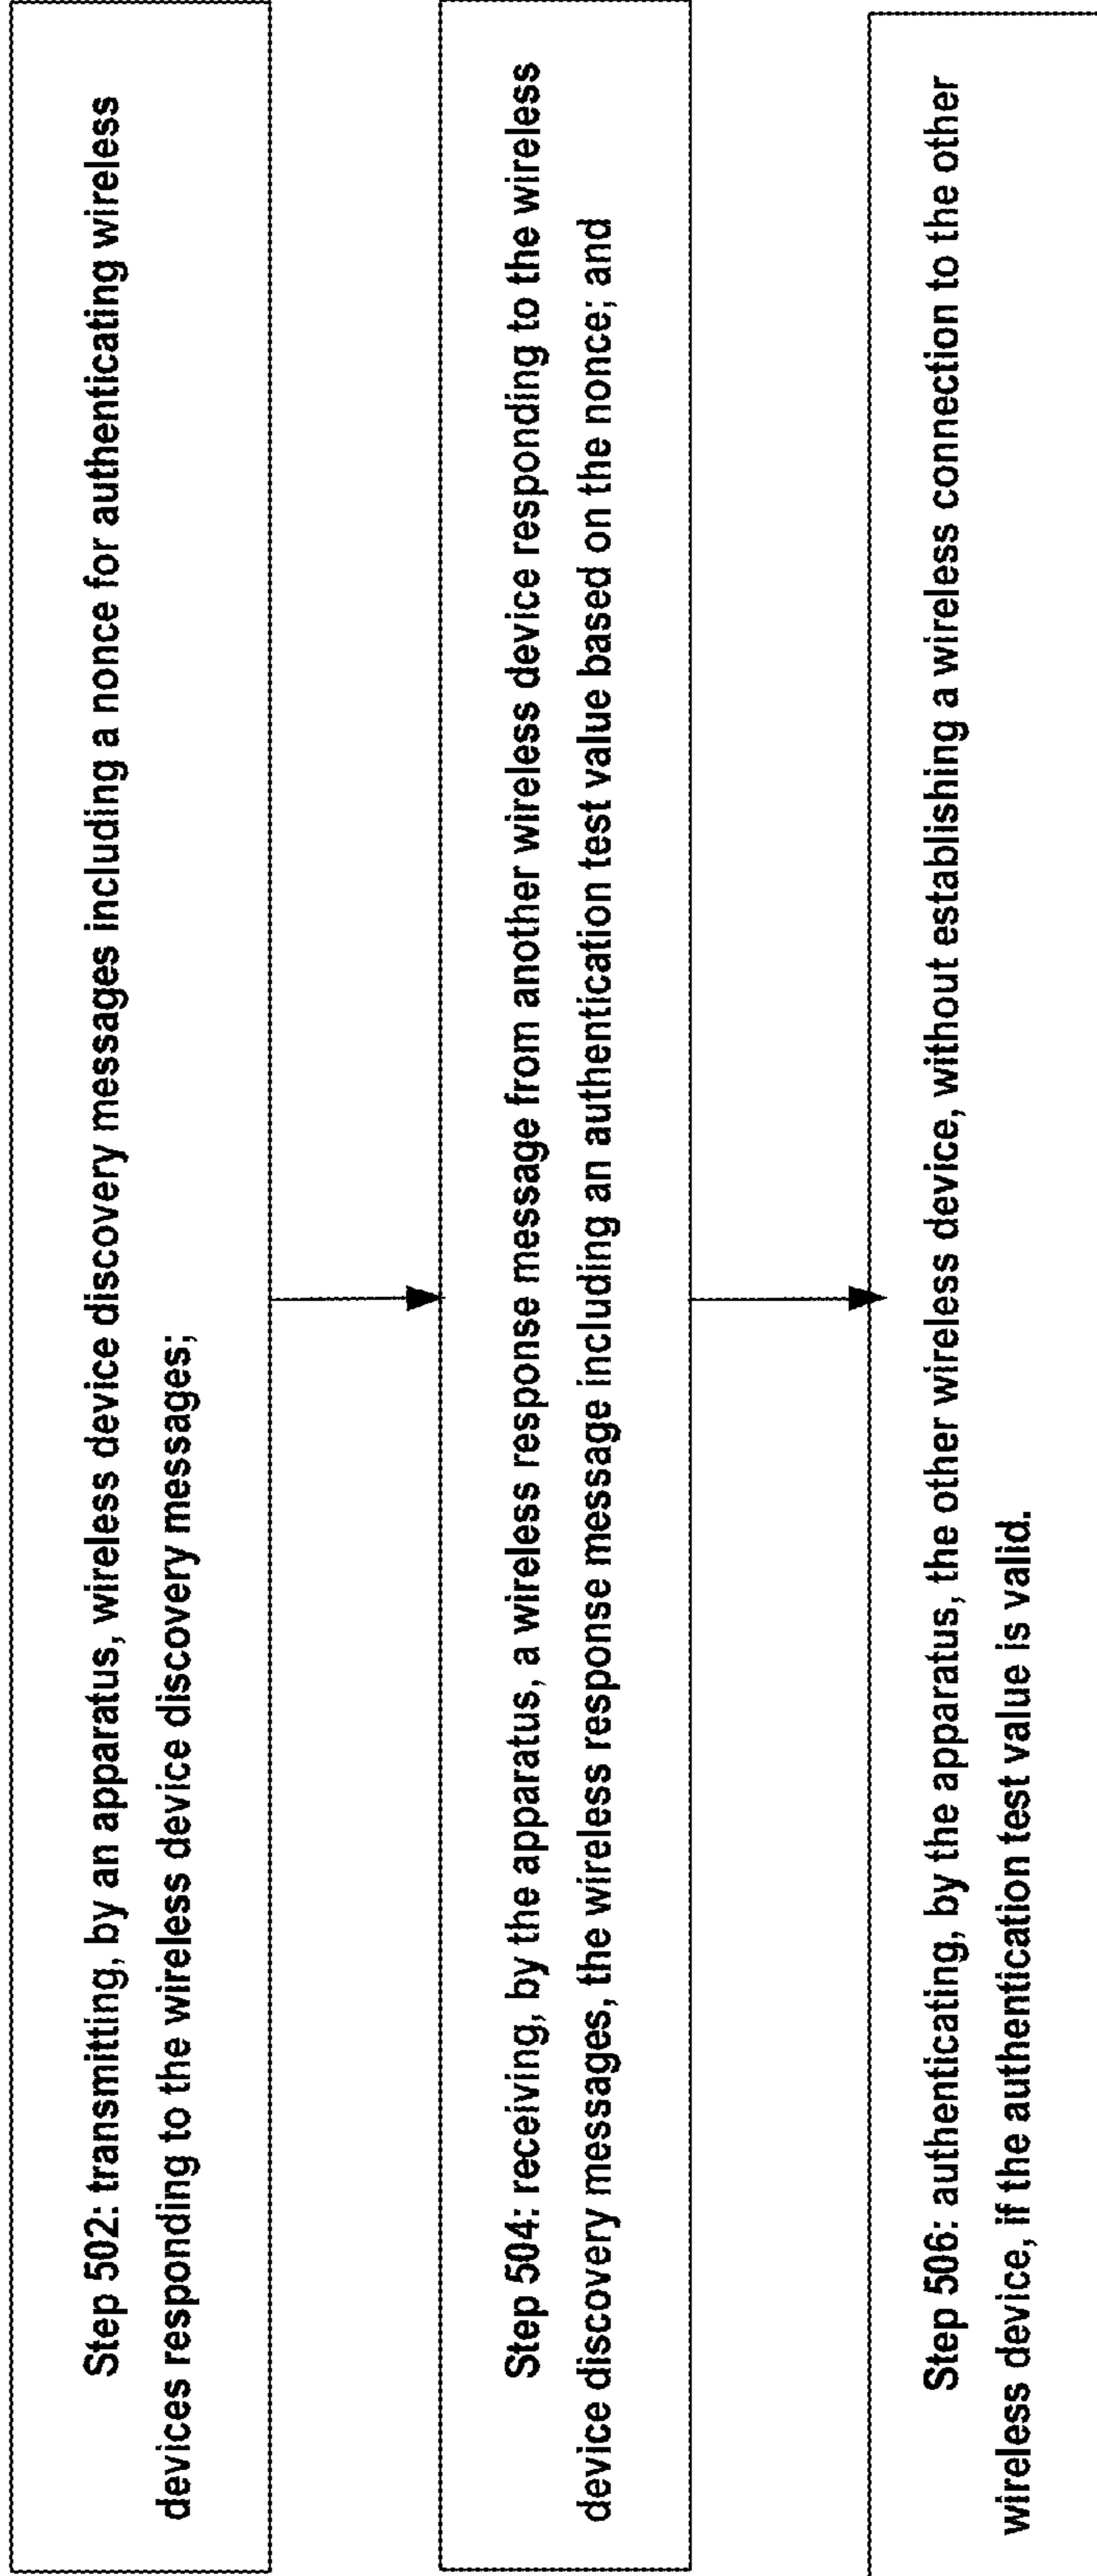 Step 502: transmitting, by an apparatus, wireless device discovery messages including a nonce for authenticating wireless
devices responding to the wireless device discovery messages;
Step 504: receiving, by the apparatus, a wireless response message from another wireless device responding to the wireless
device discovery messages, the wireless response message including an authentication test value based on the nonce; and
Step 506: authenticating, by the apparatus, the other wireless device, without establishing a wireless connection to the other
wireless device, if the authentication test value is valid.